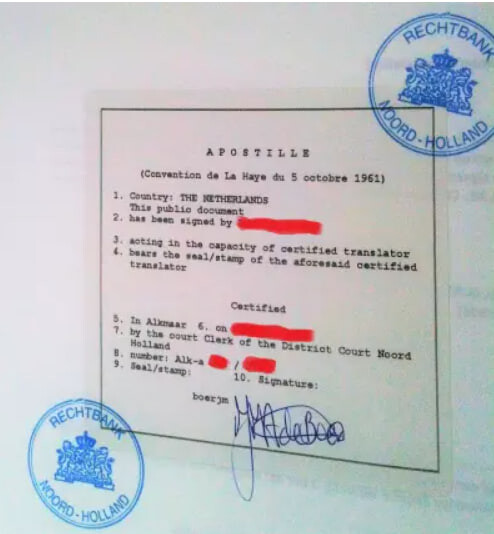 RECHTBANK
NOORD-HOLLAND
APOSTILLE
(Convention de La Haye du 5 octobre 1961)
1. Country: THE NETHERLANDS
This public document
2. has been signed by
3. acting in the capacity of certified translator
4. bears the seal/stamp of the aforesaid certified
translator
Certified
5. In Alkmaar 6. on
7. by the court Clerk of the District Court Noord
Holland
8. number: Alk-a /
9. Seal/stamp: 10. Signature:
boerjm
RECHTBANK
NOORD-HOLLAND